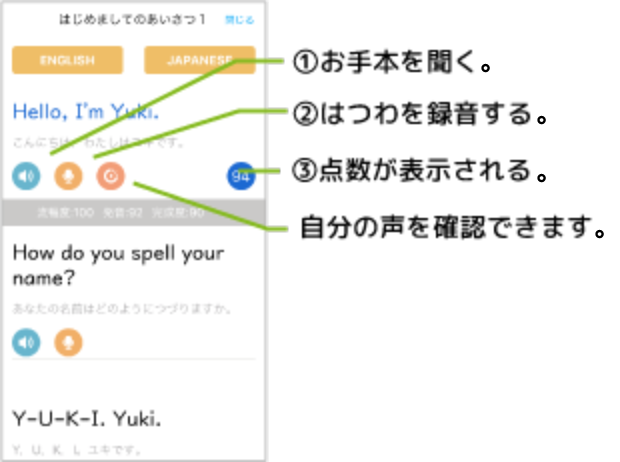 はじめましてのあいさつ1 閉じる
ENGLISH JAPANESE
Hello, I'm Yuki.
こんにちは、わたしはユキです。
94
流暢度:100 発音:92 完成度:90
How do you spell your
name?
あなたの名前はどのようにつづりますか。
Y-U-K-I. Yuki.
Y、U、K、I、ユキです。
①お手本を聞く。
②はつわを録音する。
③点数が表示される。
自分の声を確認できます。